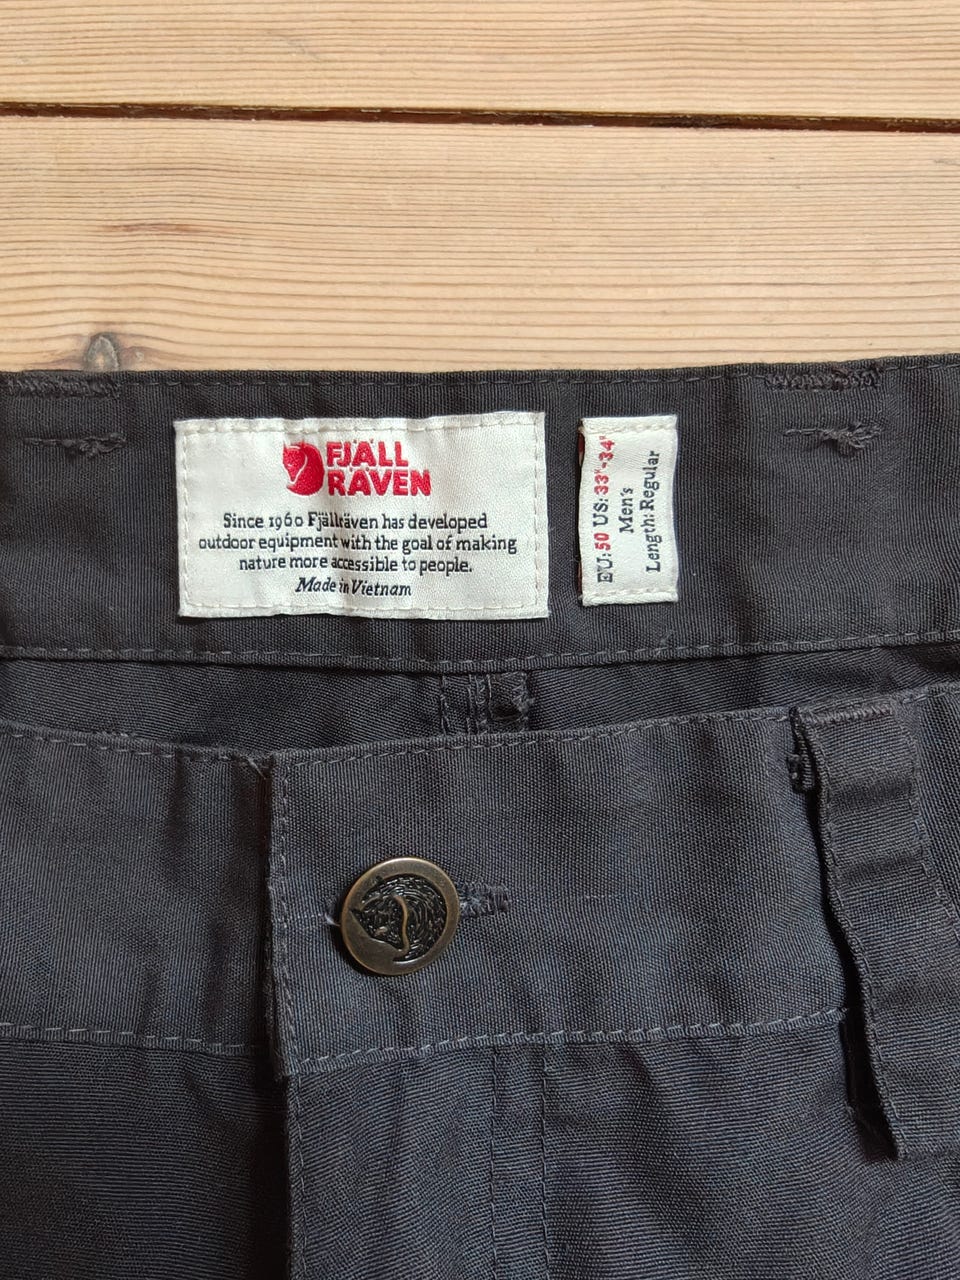 FJÄLL
RÄVEN
Since 1960 Fjällräven has developed
outdoor equipment with the goal of making
nature more accessible to people.
Made in Vietnam
EU: 50 US: 33"-34"
Men's
Length: Regular